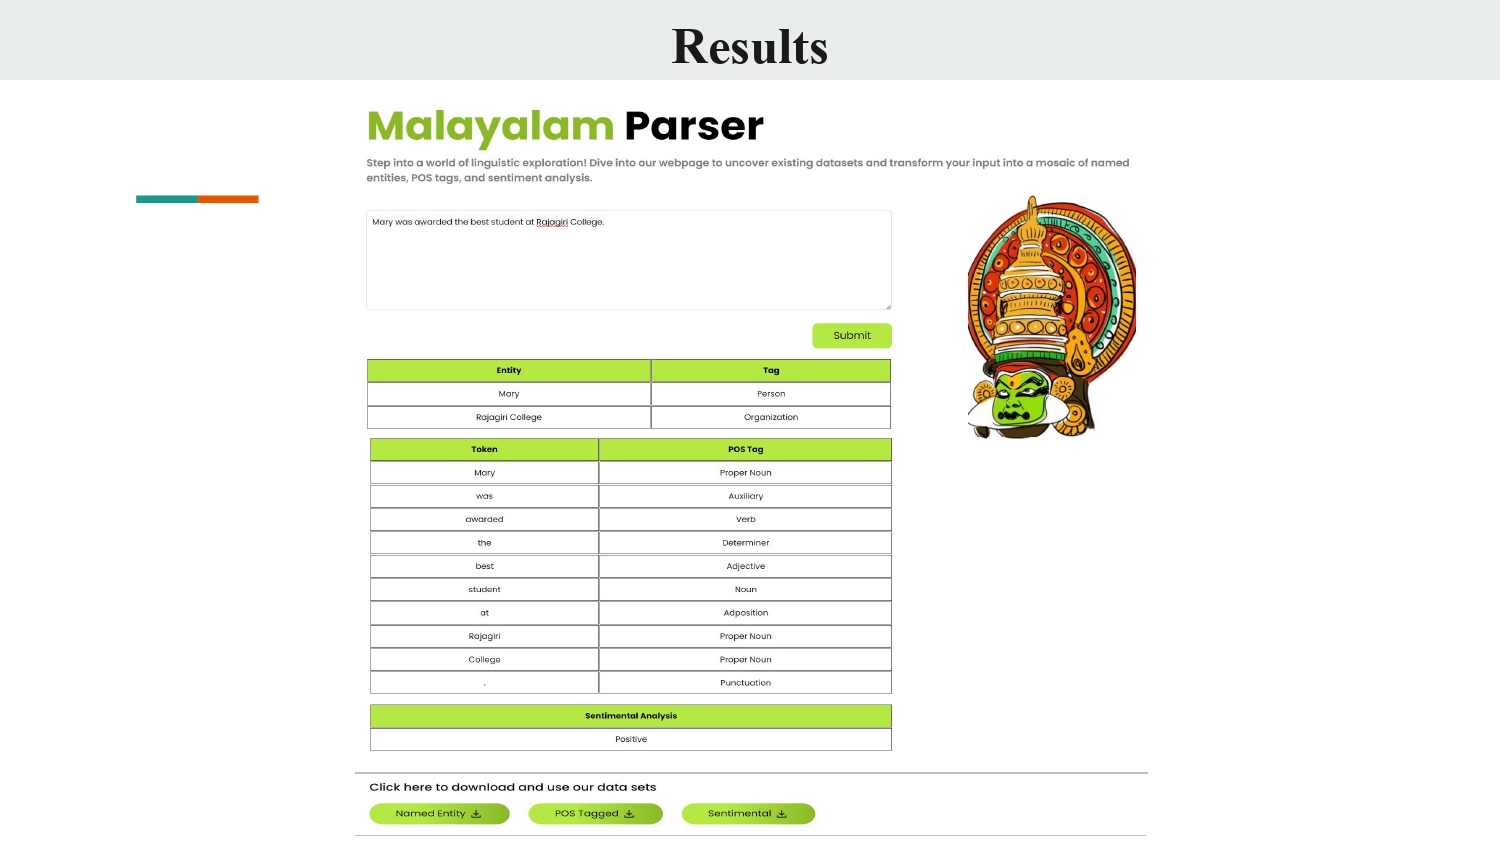 Results
Malayalam Parser
Step into a world of linguistic exploration! Dive into our webpage to uncover existing datasets and transform your input into a mosaic of named
entities, POS tags, and sentiment analysis.
Mary was awarded the best student at Rajagiri College.
Submit
Entity Tag
Mary Person
Rajagiri College Organization
Token POS Tag
Mary Proper Noun
was Auxiliary
awarded Verb
the Determiner
best Adjective
student Noun
at Adposition
Rajagiri Proper Noun
College Proper Noun
. Punctuation
Sentimental Analysis
Positive
Click here to download and use our data sets
Named Entity POS Tagged Sentimental